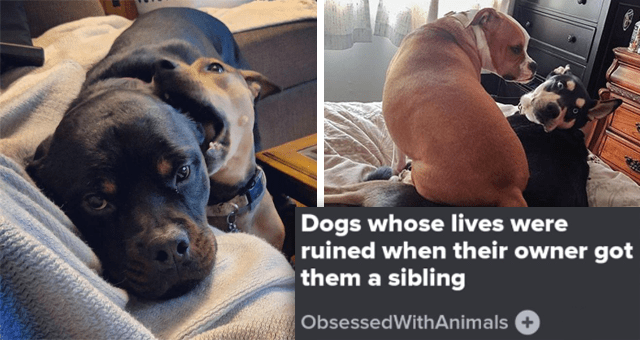 Dogs whose lives were
ruined when their owner got
them a sibling
ObsessedWithAnimals